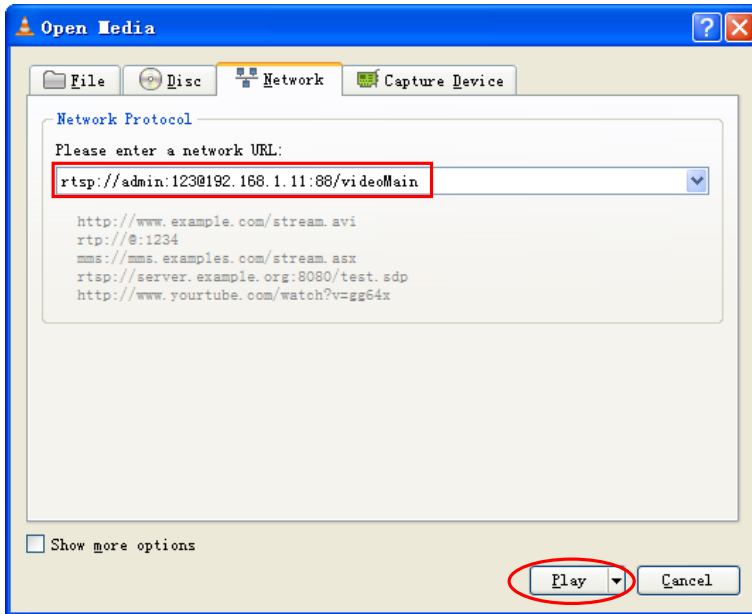 Open Media
File Disc Network Capture Device
Network Protocol
Please enter a network URL:
rtsp://admin:123@192.168.1.11:88/videoMain
http://www.example.com/stream.avi
rtp://@:1234
mms://mms.examples.com/stream.asx
rtsp://server.example.org:8080/test.sdp
http://www.yourtube.com/watch?v=gg64x
Show more options
Play Cancel